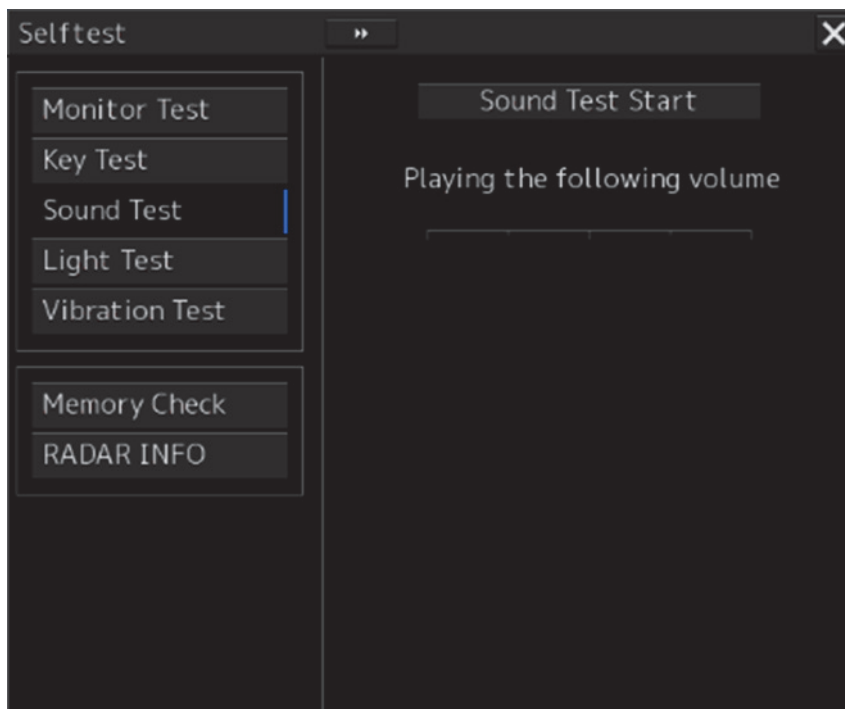 Selftest
Monitor Test
Key Test
Sound Test
Light Test
Vibration Test
Memory Check
RADAR INFO
Sound Test Start
Playing the following volume